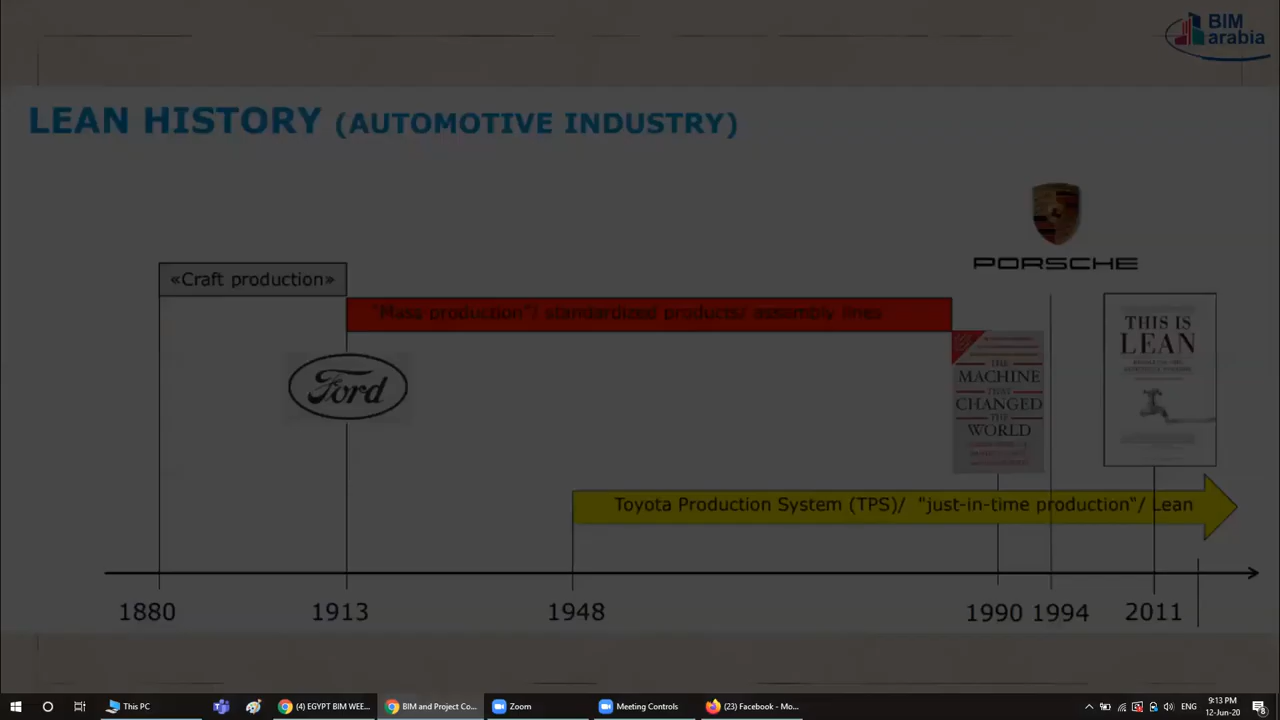 BIM
arabia
LEAN HISTORY (AUTOMOTIVE INDUSTRY)
PORSCHE
«Craft production»
"Mass production"/ standardized products/ assembly lines
Ford
THE
MACHINE
THAT
CHANGED
THE
WORLD
THIS IS
LEAN
Toyota Production System (TPS)/ "just-in-time production"/ Lean
1880
1913
1948
1990
1994
2011
This PC
(4) EGYPT BIM WEE...
BIM and Project Co...
Zoom
Meeting Controls
(23) Facebook - Mo...
ENG
9:13 PM
12-Jun-20